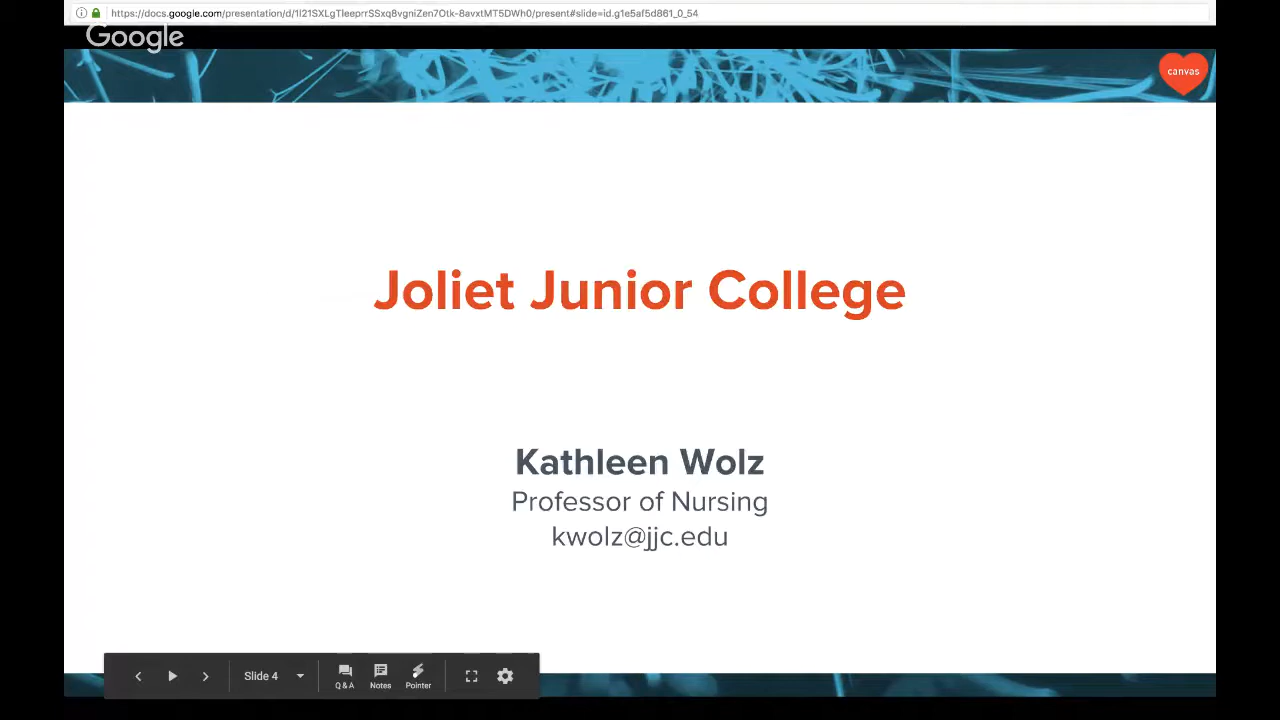 https://docs.google.com/presentation/d/1I21SXLgTleeprrSSxq8vgniZen7Otk-8avxtMT5DWh0/present#slide=id.g1e5af5d861_0_54
Google
canvas
Joliet Junior College
Kathleen Wolz
Professor of Nursing
kwolz@jjc.edu
Slide 4
Q & A
Notes
Pointer